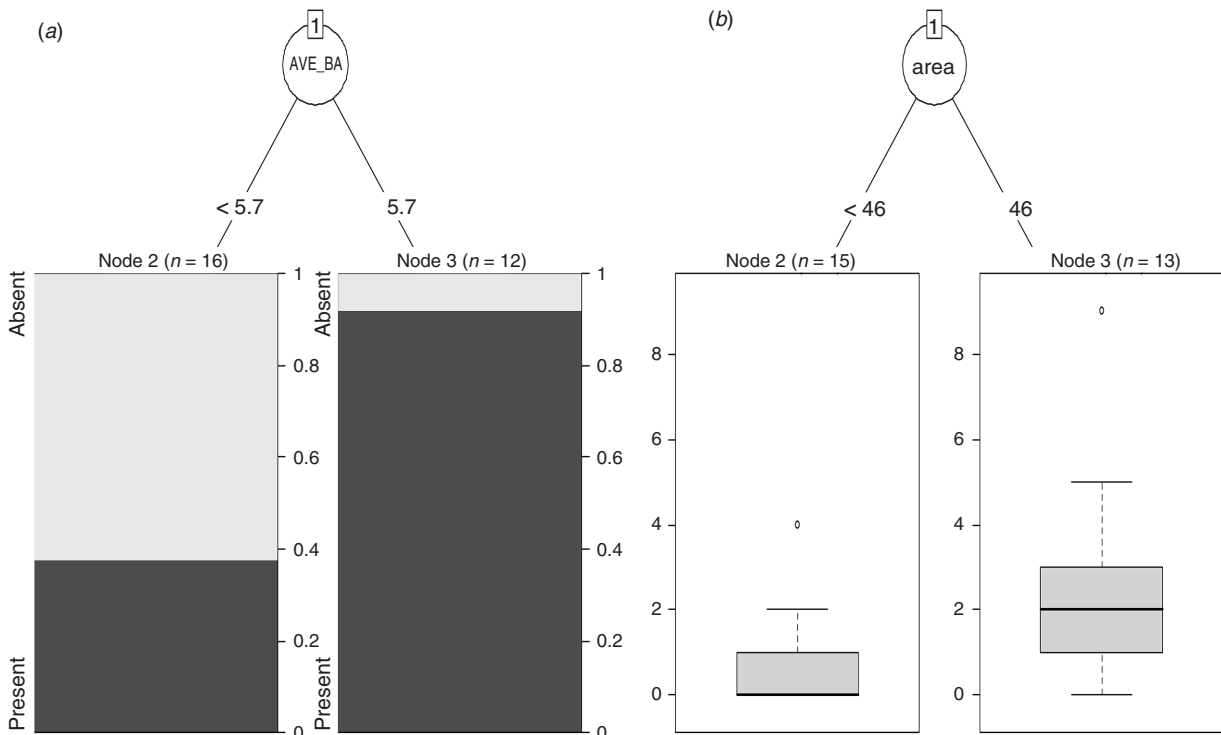 (a)
1
AVE_BA
< 5.7
5.7
Node 2 (n = 16)
Absent
Present
1
0.8
0.6
0.4
0.2
0
Node 3 (n = 12)
Absent
Present
1
0.8
0.6
0.4
0.2
0
(b)
1
area
< 46
46
Node 2 (n = 15)
8
6
4
2
0
Node 3 (n = 13)
8
6
4
2
0